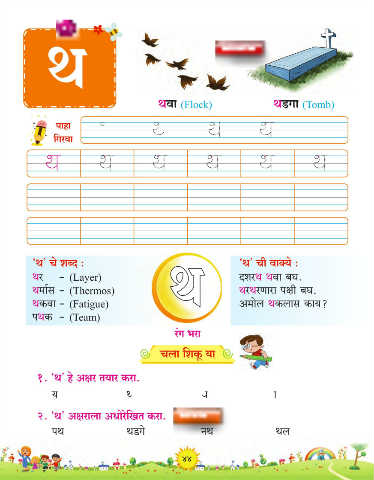 थ
थवा (Flock) थडगा (Tomb)
पाहा
गिरवा
थ थ थ थ थ थ
'थ' चे शब्द :
थर - (Layer)
थर्मास - (Thermos)
थकवा - (Fatigue)
पथक - (Team)
थ
रंग भरा
'थ' ची वाक्ये :
दशरथ थवा बघ.
थरथरणारा पक्षी बघ.
अमोल थकलास काय?
चला शिकू या
१. 'थ' हे अक्षर तयार करा.
२. 'थ' अक्षराला अधोरेखित करा.
पथ थडगे नथ थल
४४